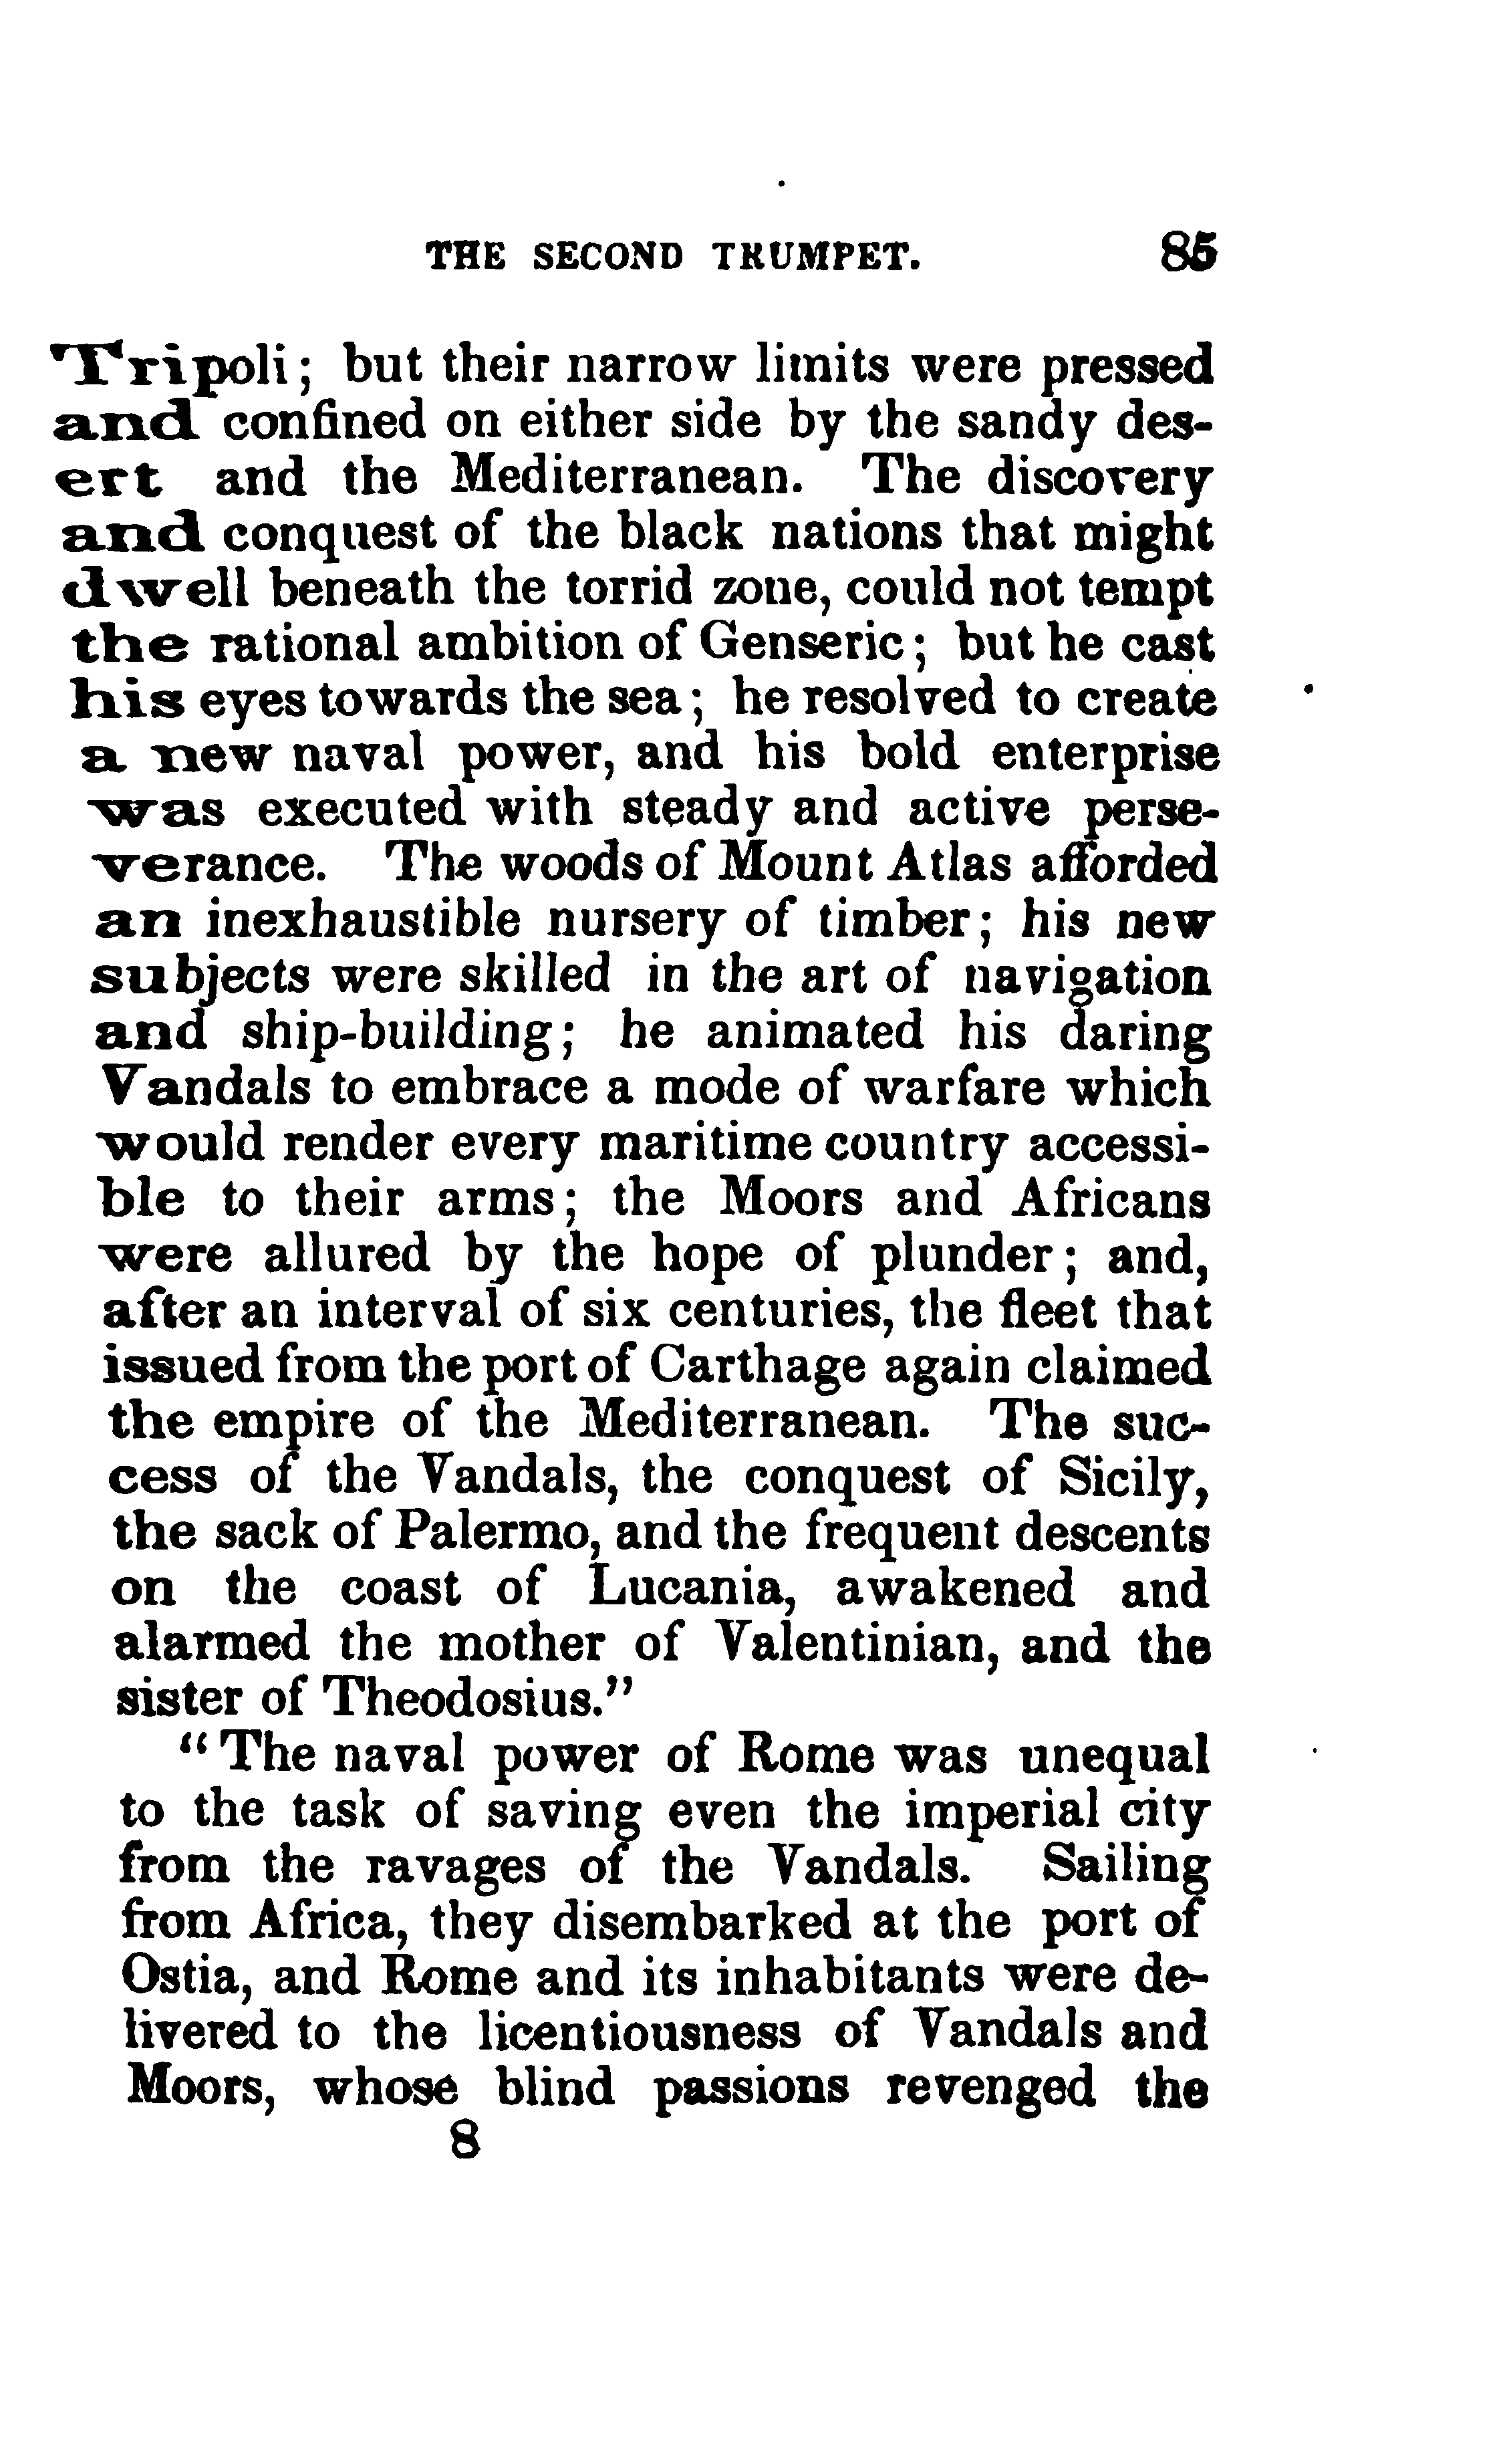 THE SECOND TRUMPET. 85
Tripoli; but their narrow limits were pressed
and confined on either side by the sandy des-
ert and the Mediterranean. The discovery
and conquest of the black nations that might
dwell beneath the torrid zone, could not tempt
the rational ambition of Genseric; but he cast
his eyes towards the sea; he resolved to create
a new naval power, and his bold enterprise
was executed with steady and active perse-
verance. The woods of Mount Atlas afforded
an inexhaustible nursery of timber; his new
subjects were skilled in the art of navigation
and ship-building; he animated his daring
Vandals to embrace a mode of warfare which
would render every maritime country accessi-
ble to their arms; the Moors and Africans
were allured by the hope of plunder; and,
after an interval of six centuries, the fleet that
issued from the port of Carthage again claimed
the empire of the Mediterranean. The suc-
cess of the Vandals, the conquest of Sicily,
the sack of Palermo, and the frequent descents
on the coast of Lucania, awakened and
alarmed the mother of Valentinian, and the
sister of Theodosius."
"The naval power of Rome was unequal
to the task of saving even the imperial city
from the ravages of the Vandals. Sailing
from Africa, they disembarked at the port of
Ostia, and Rome and its inhabitants were de-
livered to the licentiousness of Vandals and
Moors, whose blind passions revenged the
8